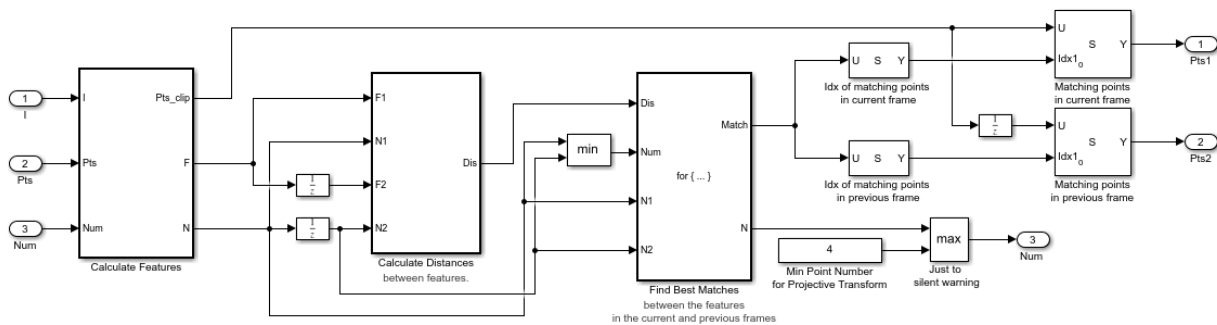 1
I
2
Pts
3
Num
I
Pts
Num
Pts_clip
F
N
Calculate Features
1
z
1
z
F1
N1
F2
N2
Dis
Calculate Distances
between features.
min
Dis
Num
N1
N2
Match
for { ... }
N
Find Best Matches
between the features
in the current and previous frames
U S Y
Idx of matching points
in current frame
U S Y
Idx of matching points
in previous frame
4
Min Point Number
for Projective Transform
max
Just to
silent warning
3
Num
1
z
U
S Y
Idx1 0
Matching points
in current frame
U
S Y
Idx1 0
Matching points
in previous frame
1
Pts1
2
Pts2